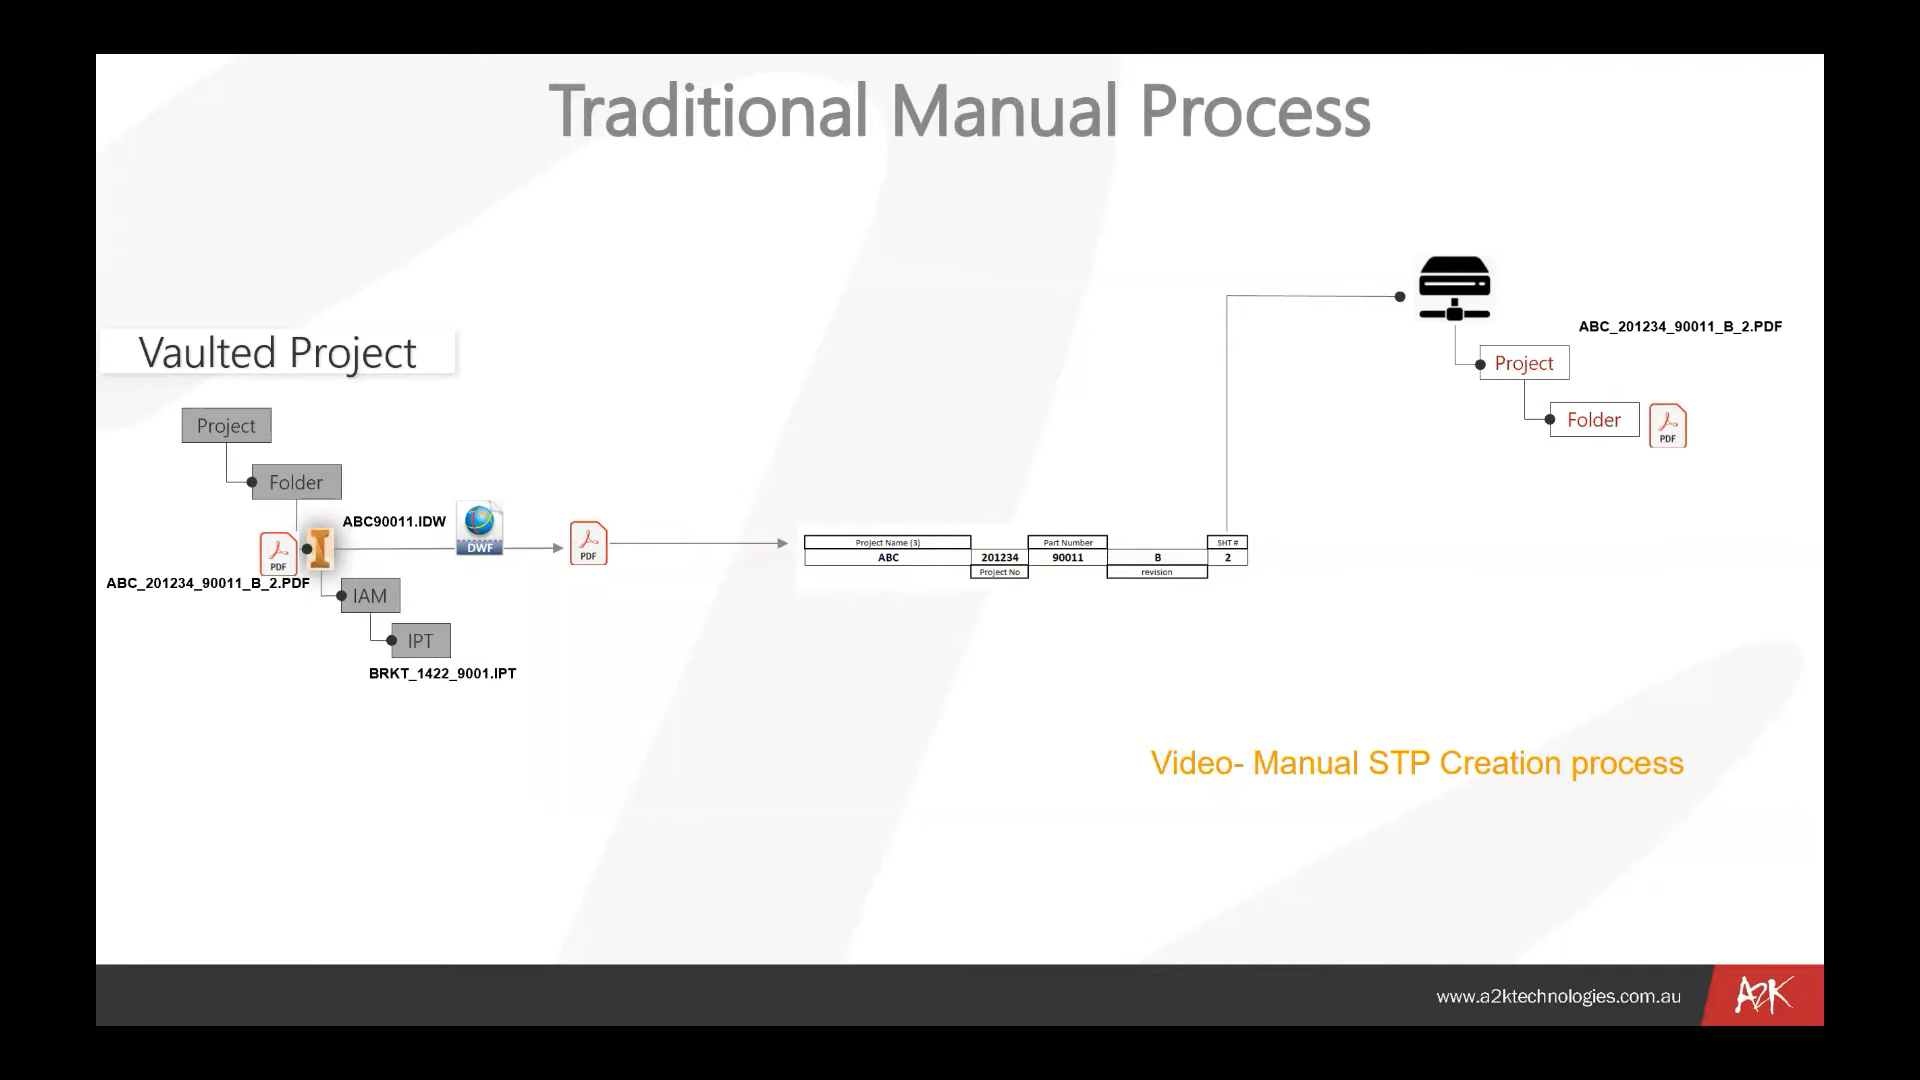 Traditional Manual Process
Vaulted Project
Project
Folder
ABC90011.IDW
DWF
PDF
PDF
ABC_201234_90011_B_2.PDF
IAM
IPT
BRKT_1422_9001.IPT
Project Name (3) Part Number SHT #
ABC 201234 90011 B 2
Project No revision
ABC_201234_90011_B_2.PDF
Project
Folder
PDF
Video- Manual STP Creation process
www.a2ktechnologies.com.au
A2K